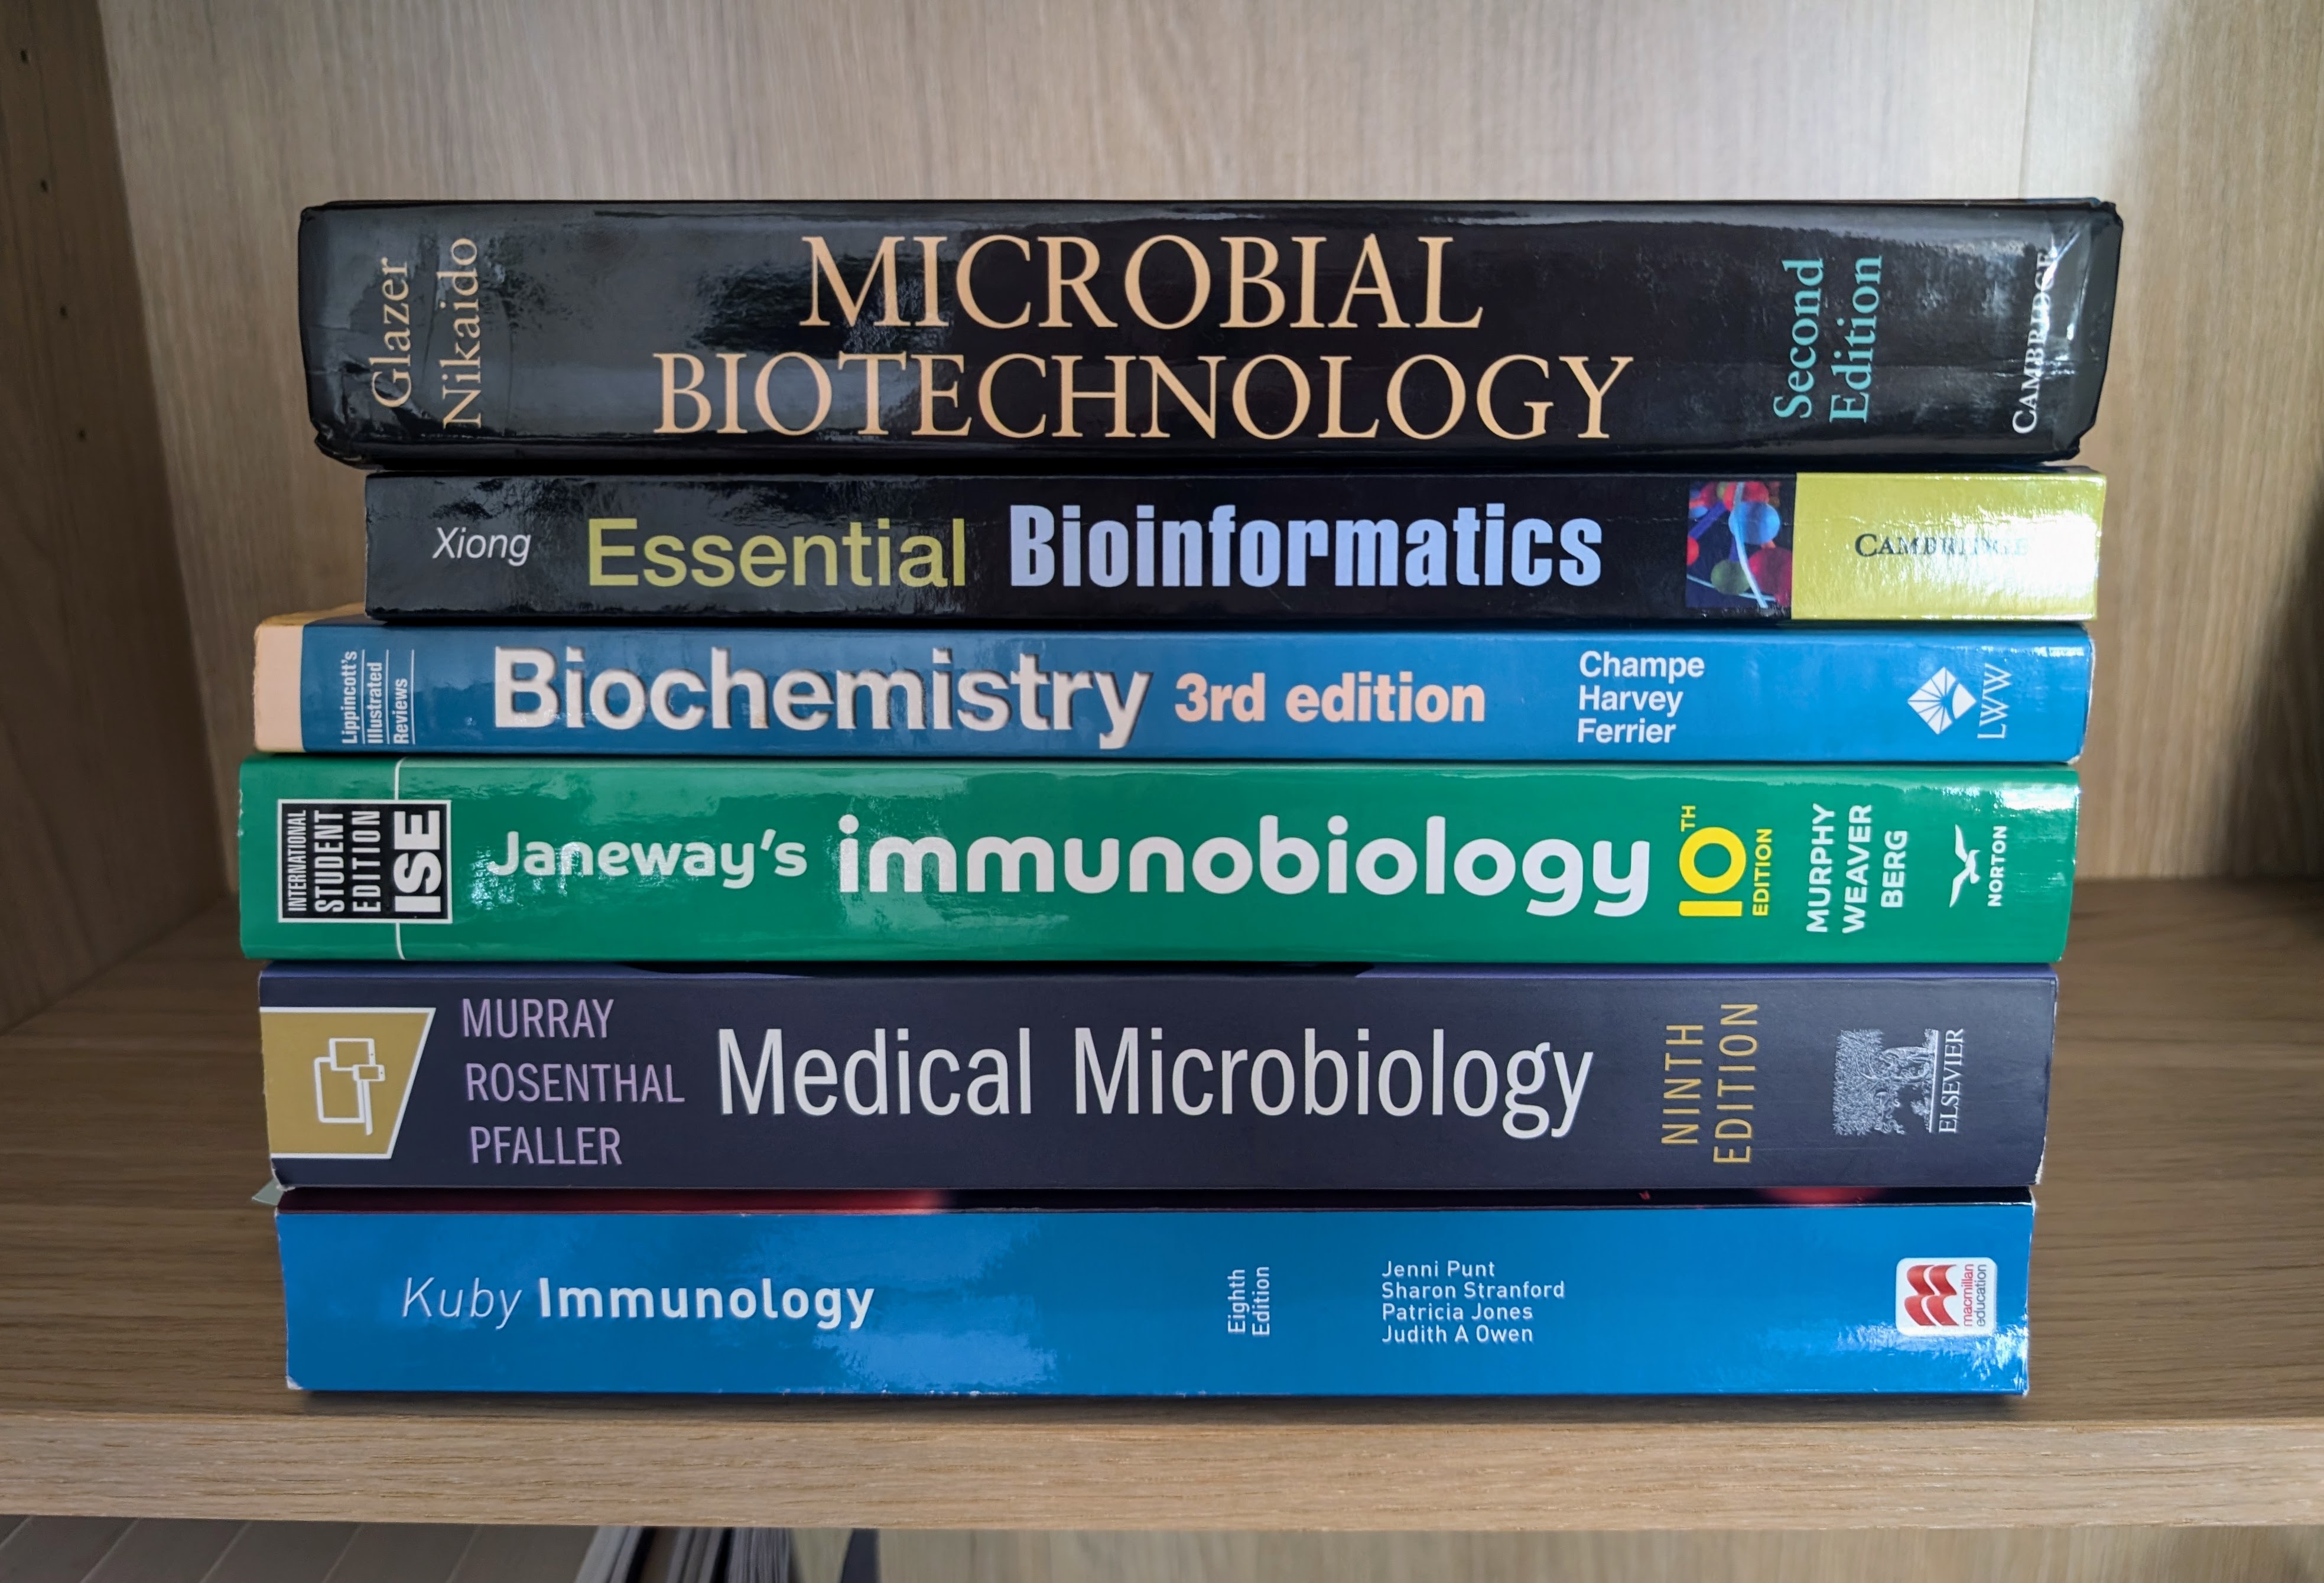 Glazer
Nikaido
MICROBIAL
BIOTECHNOLOGY
Second
Edition
CAMBRIDGE
Xiong
Essential Bioinformatics
CAMBRIDGE
Lippincott's
Illustrated
Reviews
Biochemistry 3rd edition
Champe
Harvey
Ferrier
LWW
INTERNATIONAL
STUDENT
EDITION
ISE
Janeway's immunobiology
10TH
EDITION
MURPHY
WEAVER
BERG
NORTON
MURRAY
ROSENTHAL
PFALLER
Medical Microbiology
NINTH
EDITION
ELSEVIER
Kuby Immunology
Eighth
Edition
Jenni Punt
Sharon Stranford
Patricia Jones
Judith A Owen
macmillan
education